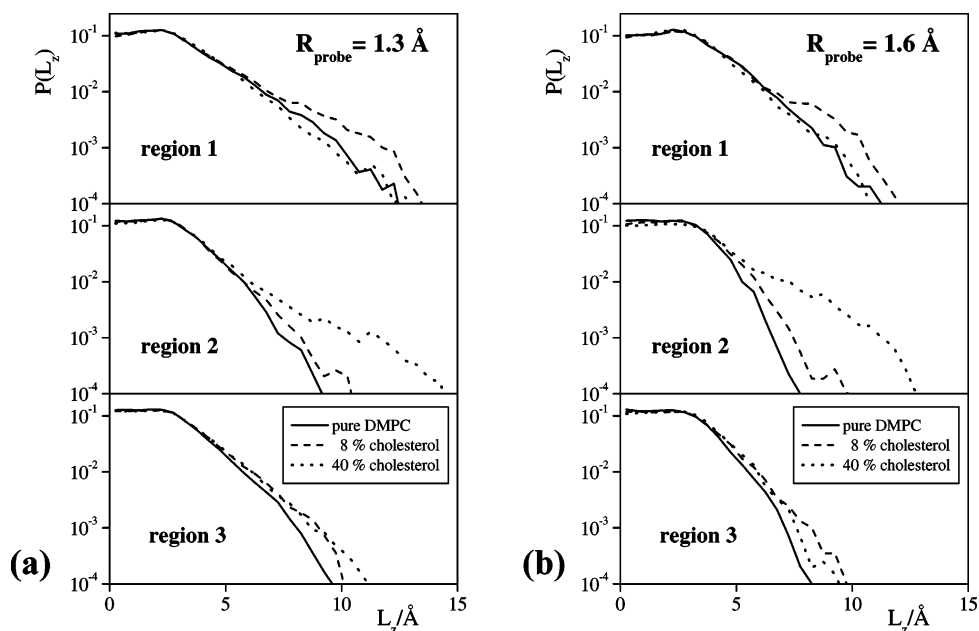 (a)
R_probe = 1.3 Å
P(L_z)
10^-1
10^-2
10^-3
10^-4
region 1
10^-1
10^-2
10^-3
10^-4
region 2
10^-1
10^-2
10^-3
10^-4
pure DMPC
8 % cholesterol
40 % cholesterol
region 3
0 5 10 15
L_z/Å
(b)
R_probe = 1.6 Å
P(L_z)
10^-1
10^-2
10^-3
10^-4
region 1
10^-1
10^-2
10^-3
10^-4
region 2
10^-1
10^-2
10^-3
10^-4
pure DMPC
8 % cholesterol
40 % cholesterol
region 3
0 5 10 15
L_z/Å